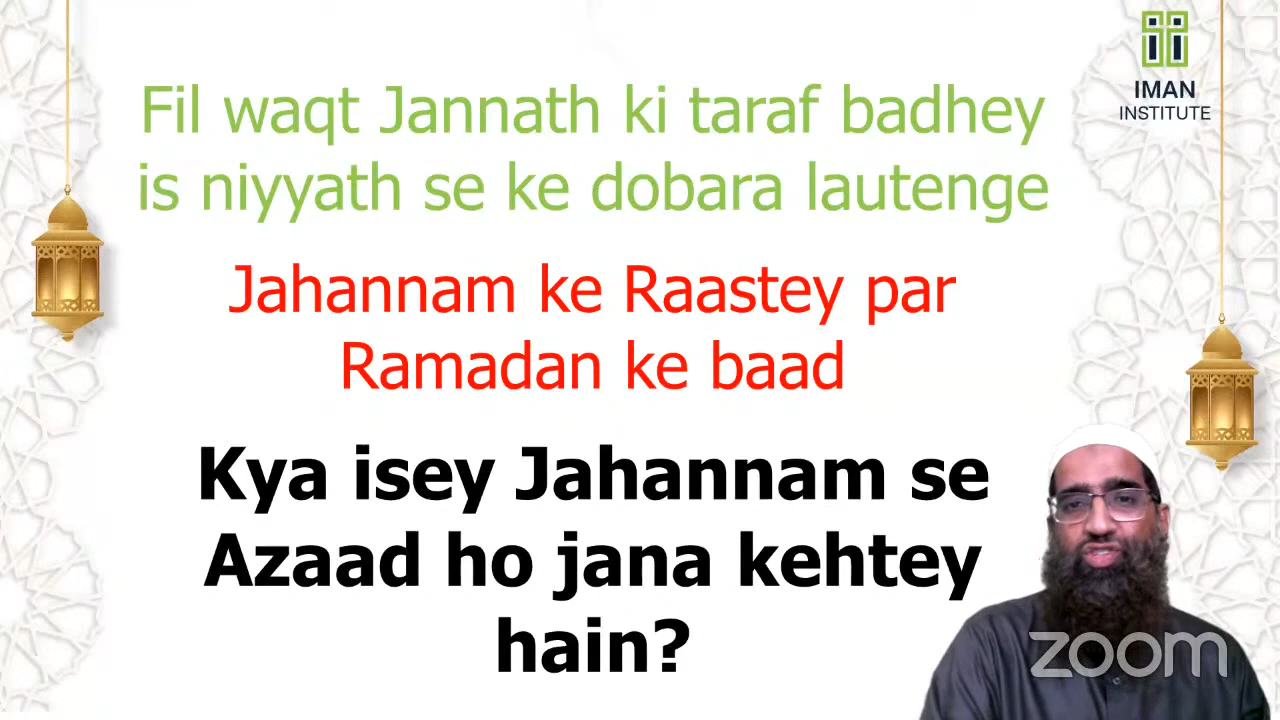 Fil waqt Jannath ki taraf badhey
is niyyath se ke dobara lautenge
Jahannam ke Raastey par
Ramadan ke baad
Kya isey Jahannam se
Azaad ho jana kehtey
hain?
IMAN
INSTITUTE
zoom